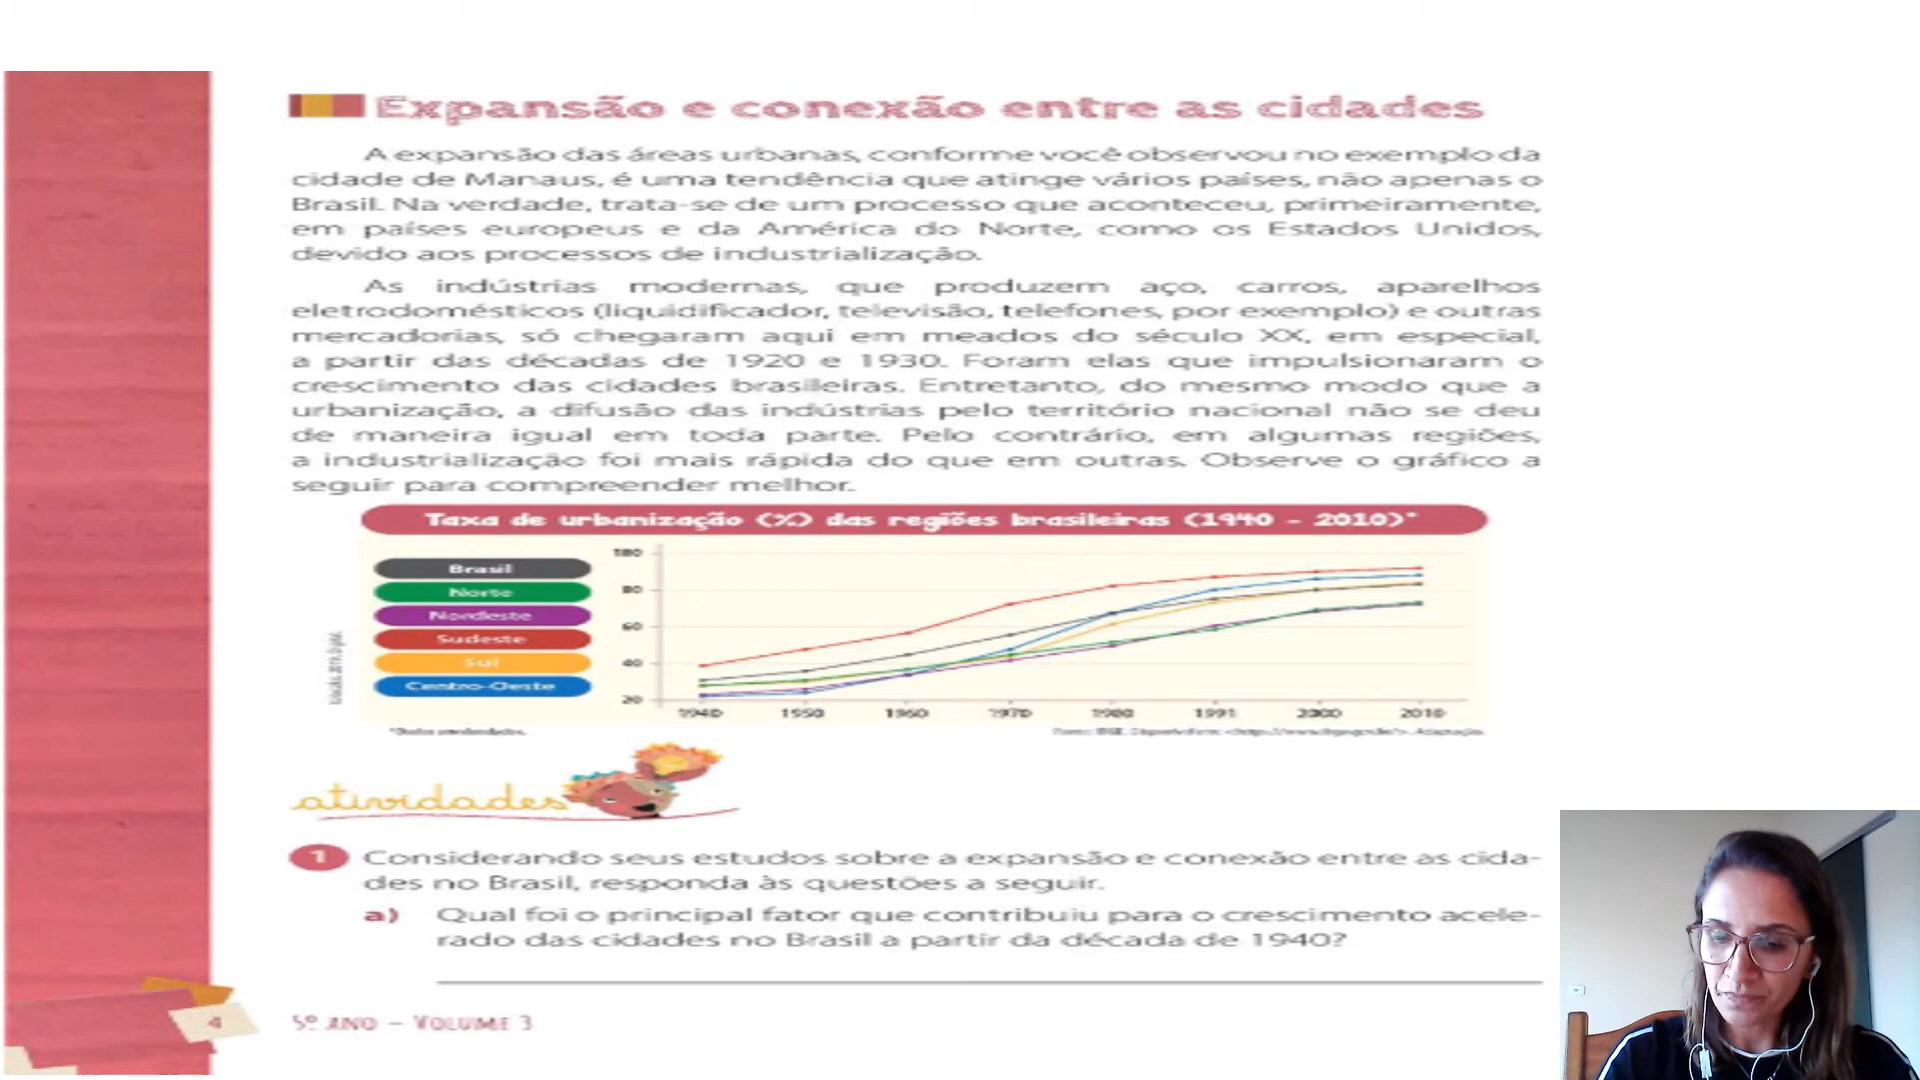 Expansão e conexão entre as cidades
A expansão das áreas urbanas, conforme você observou no exemplo da
cidade de Manaus, é uma tendência que atinge vários países, não apenas o
Brasil. Na verdade, trata-se de um processo que aconteceu, primeiramente,
em países europeus e da América do Norte, como os Estados Unidos,
devido aos processos de industrialização.
As indústrias modernas, que produzem aço, carros, aparelhos
eletrodomésticos (liquidificador, televisão, telefones, por exemplo) e outras
mercadorias, só chegaram aqui em meados do século XX, em especial,
a partir das décadas de 1920 e 1930. Foram elas que impulsionaram o
crescimento das cidades brasileiras. Entretanto, do mesmo modo que a
urbanização, a difusão das indústrias pelo território nacional não se deu
de maneira igual em toda parte. Pelo contrário, em algumas regiões,
a industrialização foi mais rápida do que em outras. Observe o gráfico a
seguir para compreender melhor.
Taxa de urbanização (%) das regiões brasileiras (1940 - 2010)*
Brasil
Norte
Nordeste
Sudeste
Sul
Centro-Oeste
100
80
60
40
20
1940 1950 1960 1970 1980 1991 2000 2010
Fonte: IBGE. Disponível em:
atividades
1 Considerando seus estudos sobre a expansão e conexão entre as cida-
des no Brasil, responda às questões a seguir.
a) Qual foi o principal fator que contribuiu para o crescimento acele-
rado das cidades no Brasil a partir da década de 1940?
4 5º ANO – VOLUME 3